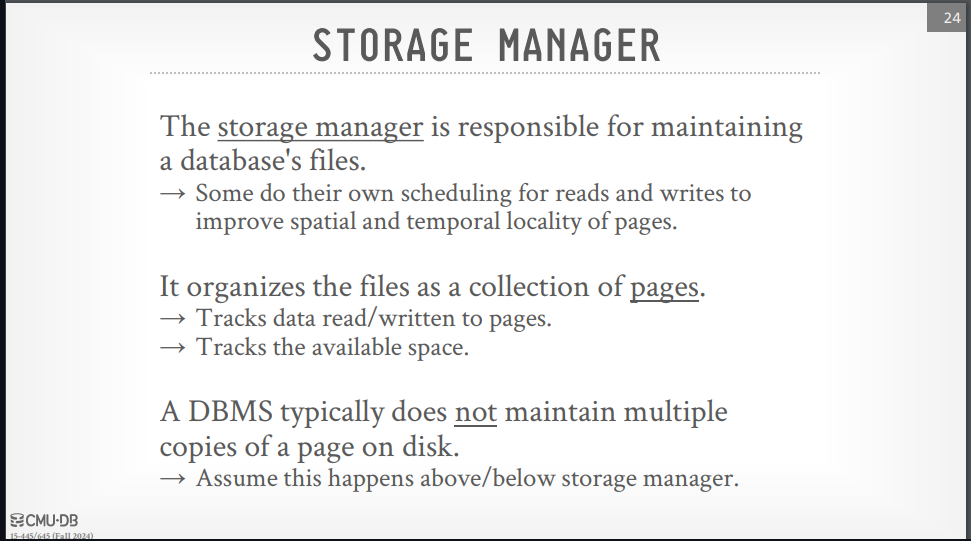 24
STORAGE MANAGER
The storage manager is responsible for maintaining
a database's files.
→ Some do their own scheduling for reads and writes to
improve spatial and temporal locality of pages.
It organizes the files as a collection of pages.
→ Tracks data read/written to pages.
→ Tracks the available space.
A DBMS typically does not maintain multiple
copies of a page on disk.
→ Assume this happens above/below storage manager.
CMU·DB
15-445/645 (Fall 2024)